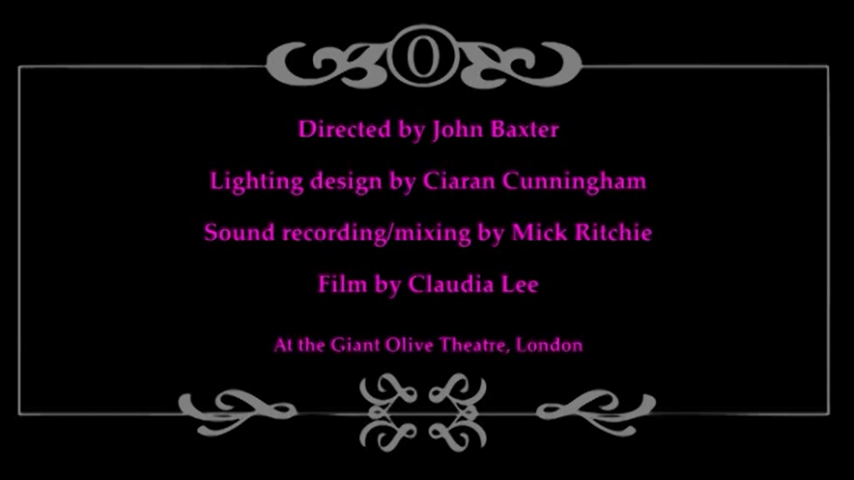 O
Directed by John Baxter
Lighting design by Ciaran Cunningham
Sound recording/mixing by Mick Ritchie
Film by Claudia Lee
At the Giant Olive Theatre, London